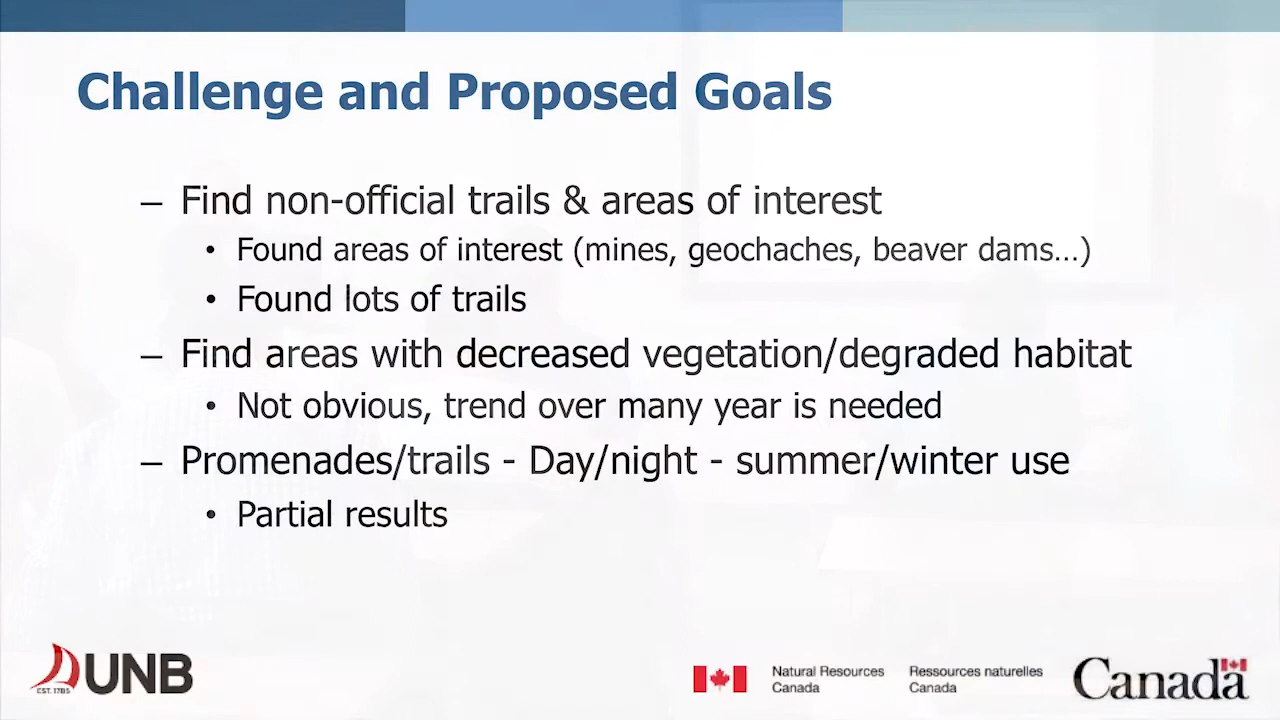 Challenge and Proposed Goals
– Find non-official trails & areas of interest
• Found areas of interest (mines, geochaches, beaver dams...)
• Found lots of trails
– Find areas with decreased vegetation/degraded habitat
• Not obvious, trend over many year is needed
– Promenades/trails - Day/night - summer/winter use
• Partial results
UNB
EST. 1785
Natural Resources Canada
Ressources naturelles Canada
Canada